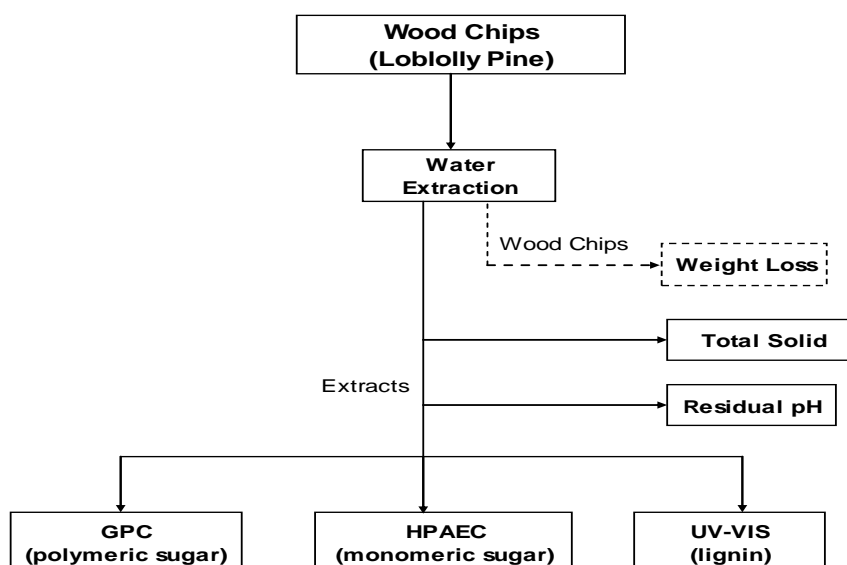 Wood Chips
(Loblolly Pine)
Water
Extraction
Wood Chips
Weight Loss
Total Solid
Extracts
Residual pH
GPC
(polymeric sugar)
HPAEC
(monomeric sugar)
UV-VIS
(lignin)